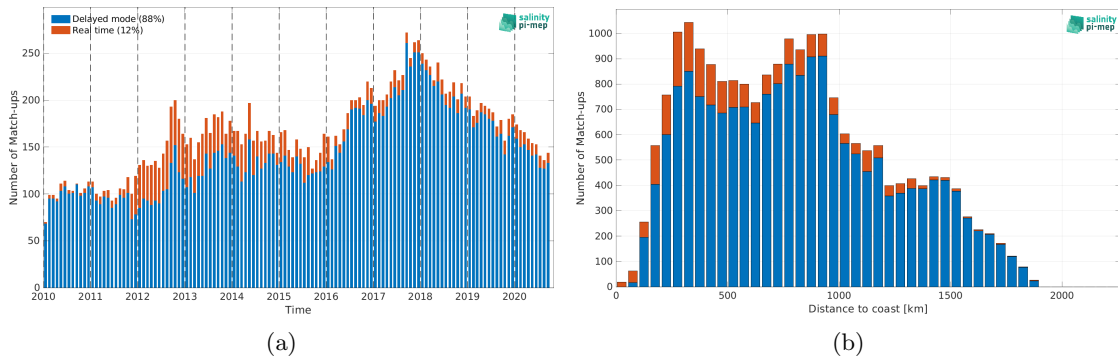 Delayed mode (88%)
Real time (12%)
salinity
pi-mep
Number of Match-ups
250
200
150
100
50
0
2010 2011 2012 2013 2014 2015 2016 2017 2018 2019 2020
Time
(a)
salinity
pi-mep
Number of Match-ups
1000
900
800
700
600
500
400
300
200
100
0
0 500 1000 1500 2000
Distance to coast [km]
(b)